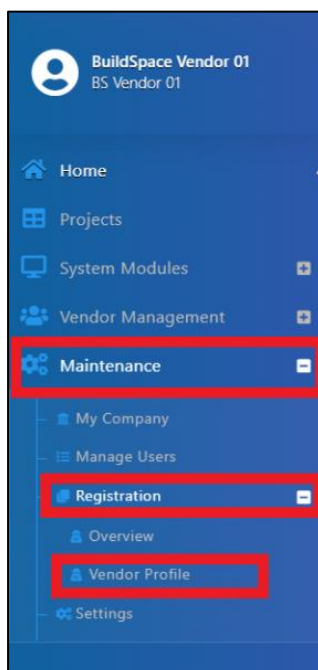 BuildSpace Vendor 01
BS Vendor 01
Home
Projects
System Modules
Vendor Management
Maintenance
My Company
Manage Users
Registration
Overview
Vendor Profile
Settings